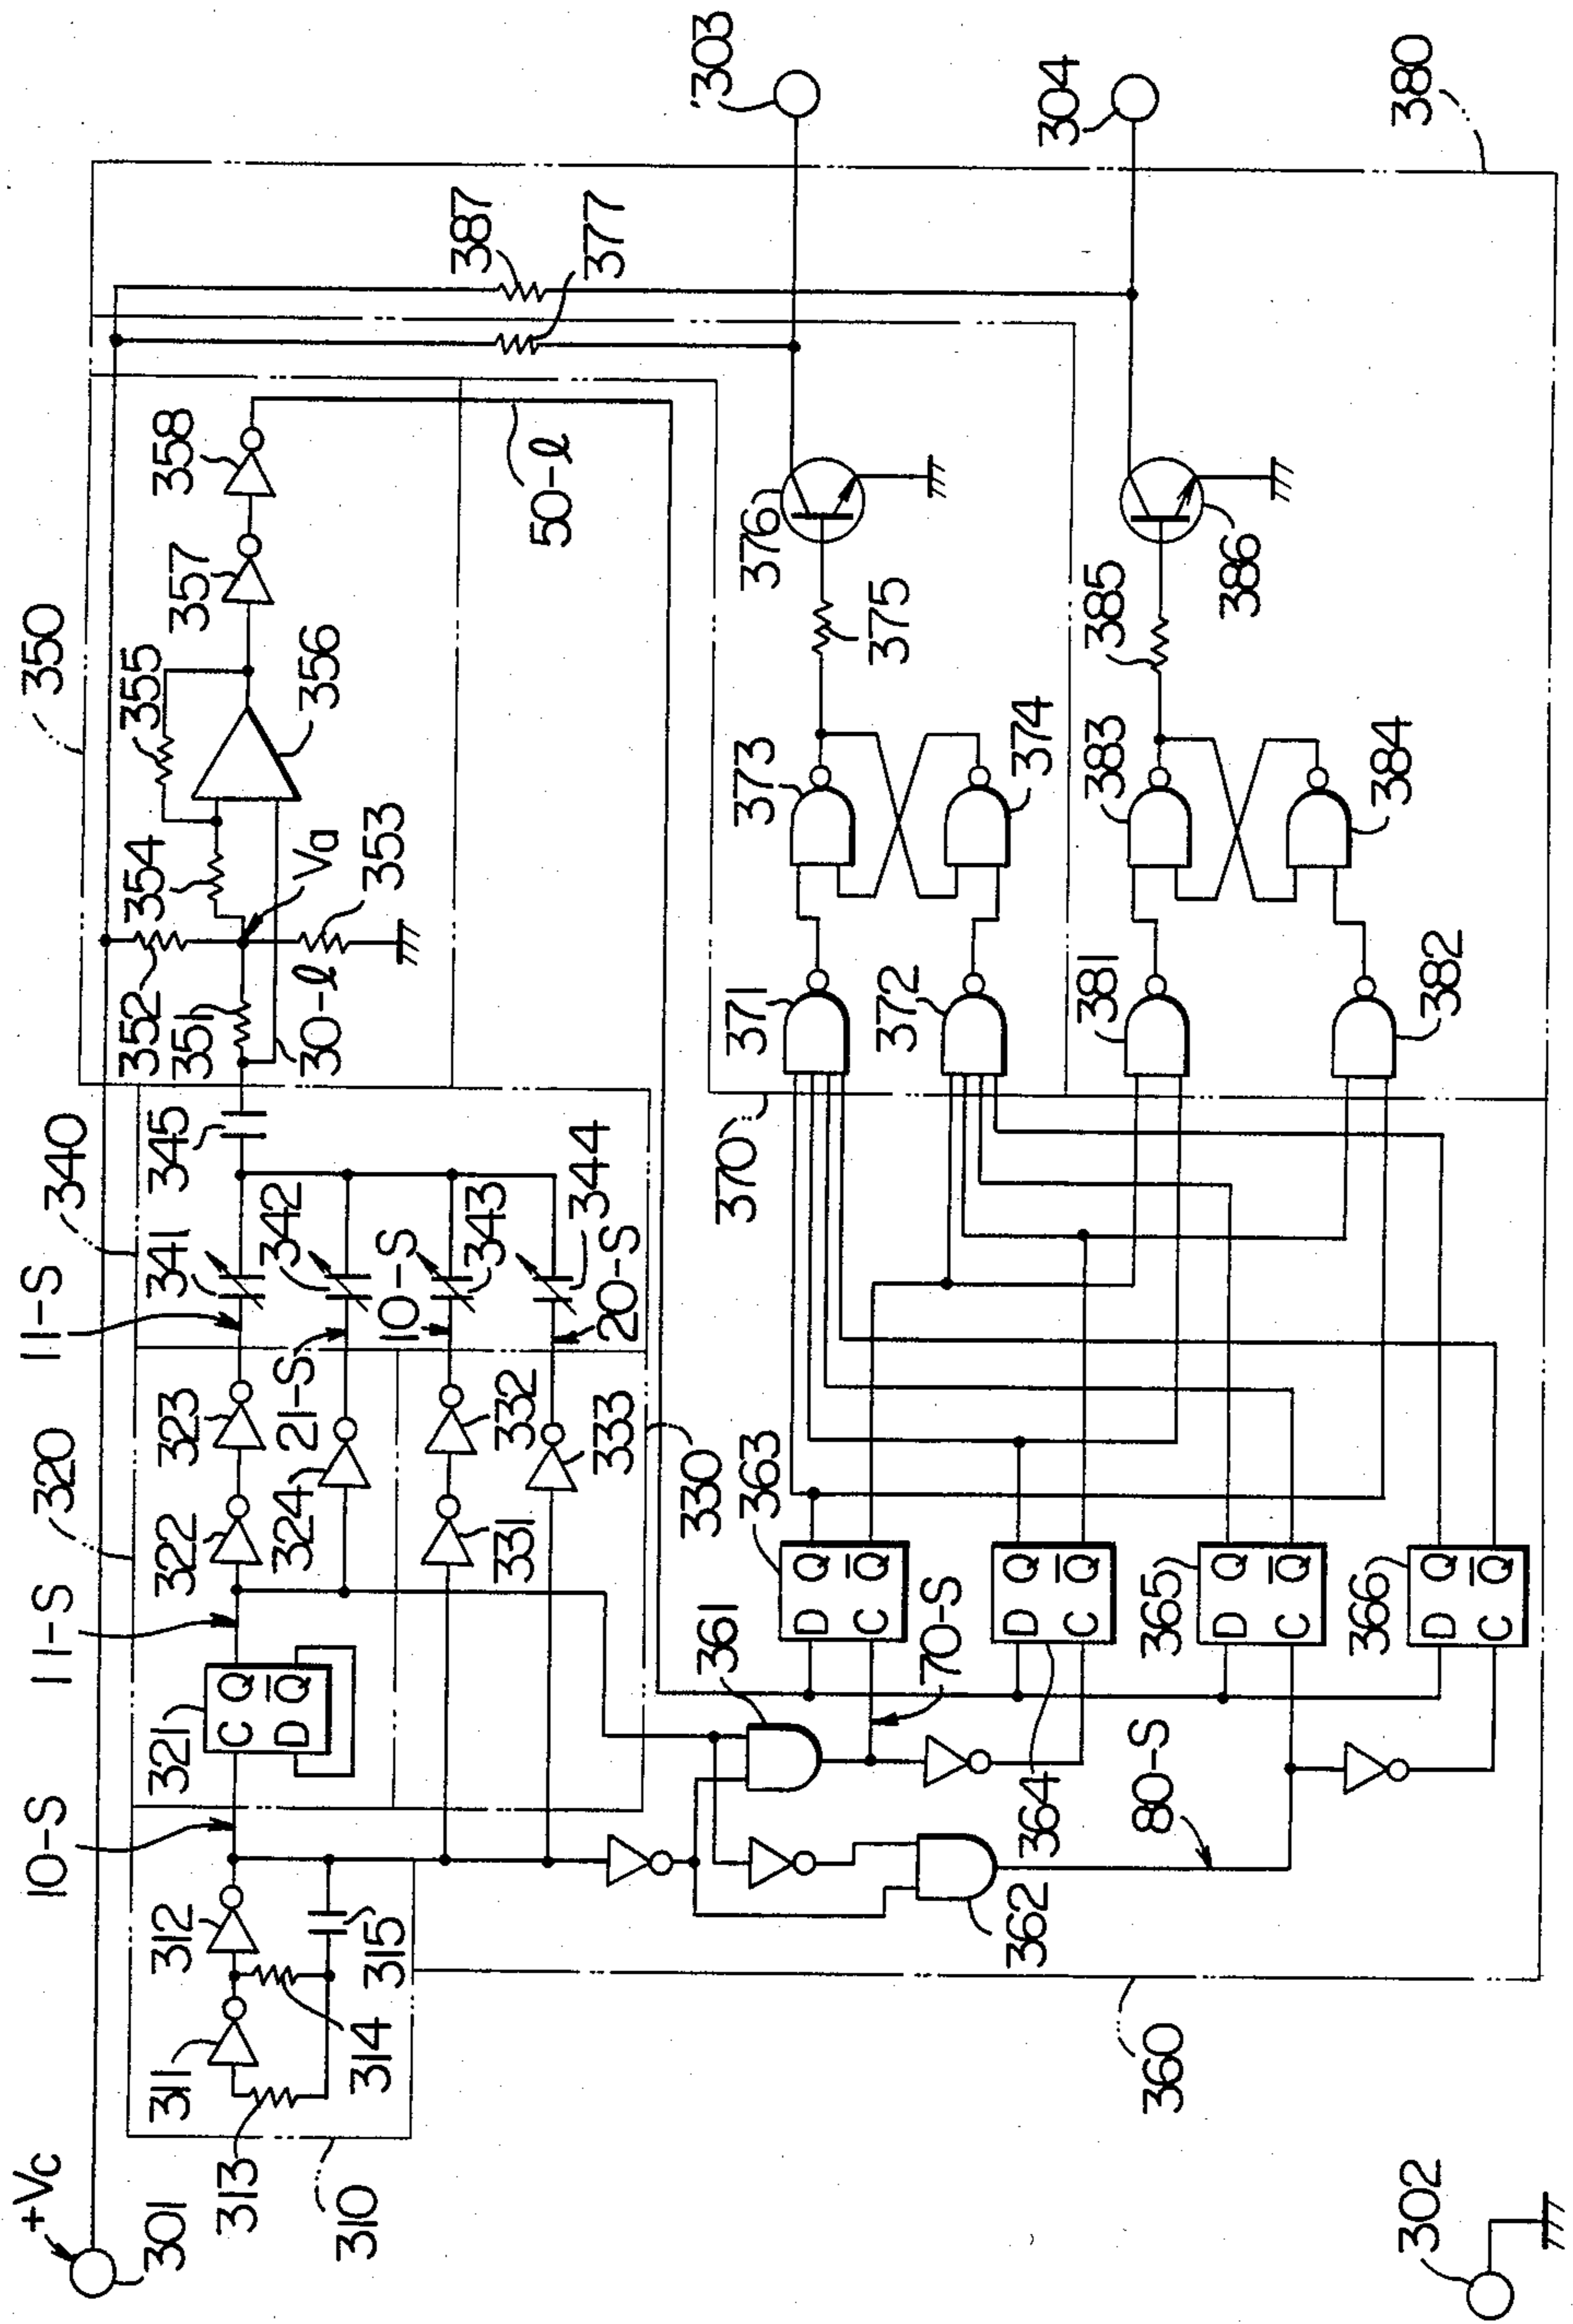 +Vc
301
10-S
11-S
320
11-S
340
350
321
C Q
D Q̅
322
323
324
21-S
341
342
345
10-S
343
20-S
344
352
351
30-ℓ
354
Va
353
355
356
357
358
50-ℓ
387
377
'303
304
380
311
312
313
314
315
310
331
332
333
330
361
363
D Q
C Q̅
70-S
364
D Q
C Q̅
365
D Q
C Q̅
366
D Q
C Q̅
362
80-S
360
370
371
372
373
374
375
376
381
382
383
384
385
386
302